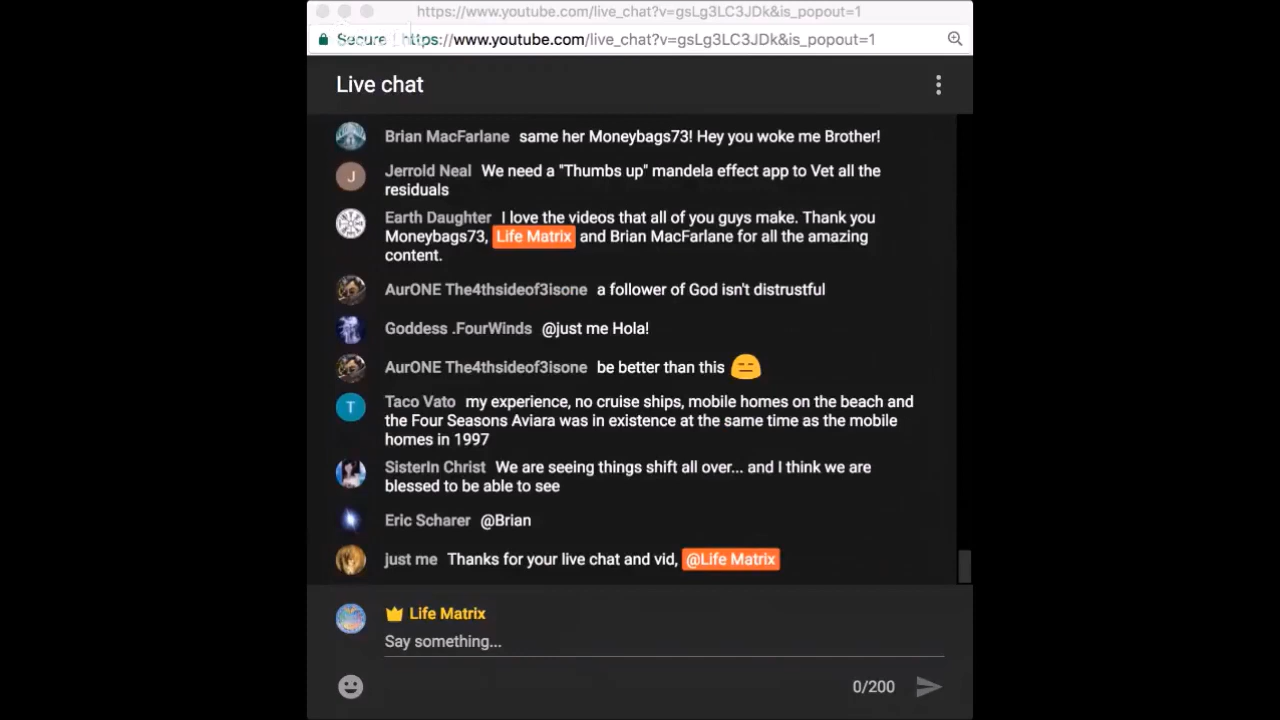 https://www.youtube.com/live_chat?v=gsLg3LC3JDk&is_popout=1
Secure https://www.youtube.com/live_chat?v=gsLg3LC3JDk&is_popout=1
Live chat
Brian MacFarlane same her Moneybags73! Hey you woke me Brother!
J Jerrold Neal We need a "Thumbs up" mandela effect app to Vet all the
residuals
Earth Daughter I love the videos that all of you guys make. Thank you
Moneybags73, Life Matrix and Brian MacFarlane for all the amazing
content.
AurONE The4thsideof3isone a follower of God isn't distrustful
Goddess .FourWinds @just me Hola!
AurONE The4thsideof3isone be better than this
T Taco Vato my experience, no cruise ships, mobile homes on the beach and
the Four Seasons Aviara was in existence at the same time as the mobile
homes in 1997
SisterIn Christ We are seeing things shift all over... and I think we are
blessed to be able to see
Eric Scharer @Brian
just me Thanks for your live chat and vid, @Life Matrix
Life Matrix
Say something...
0/200